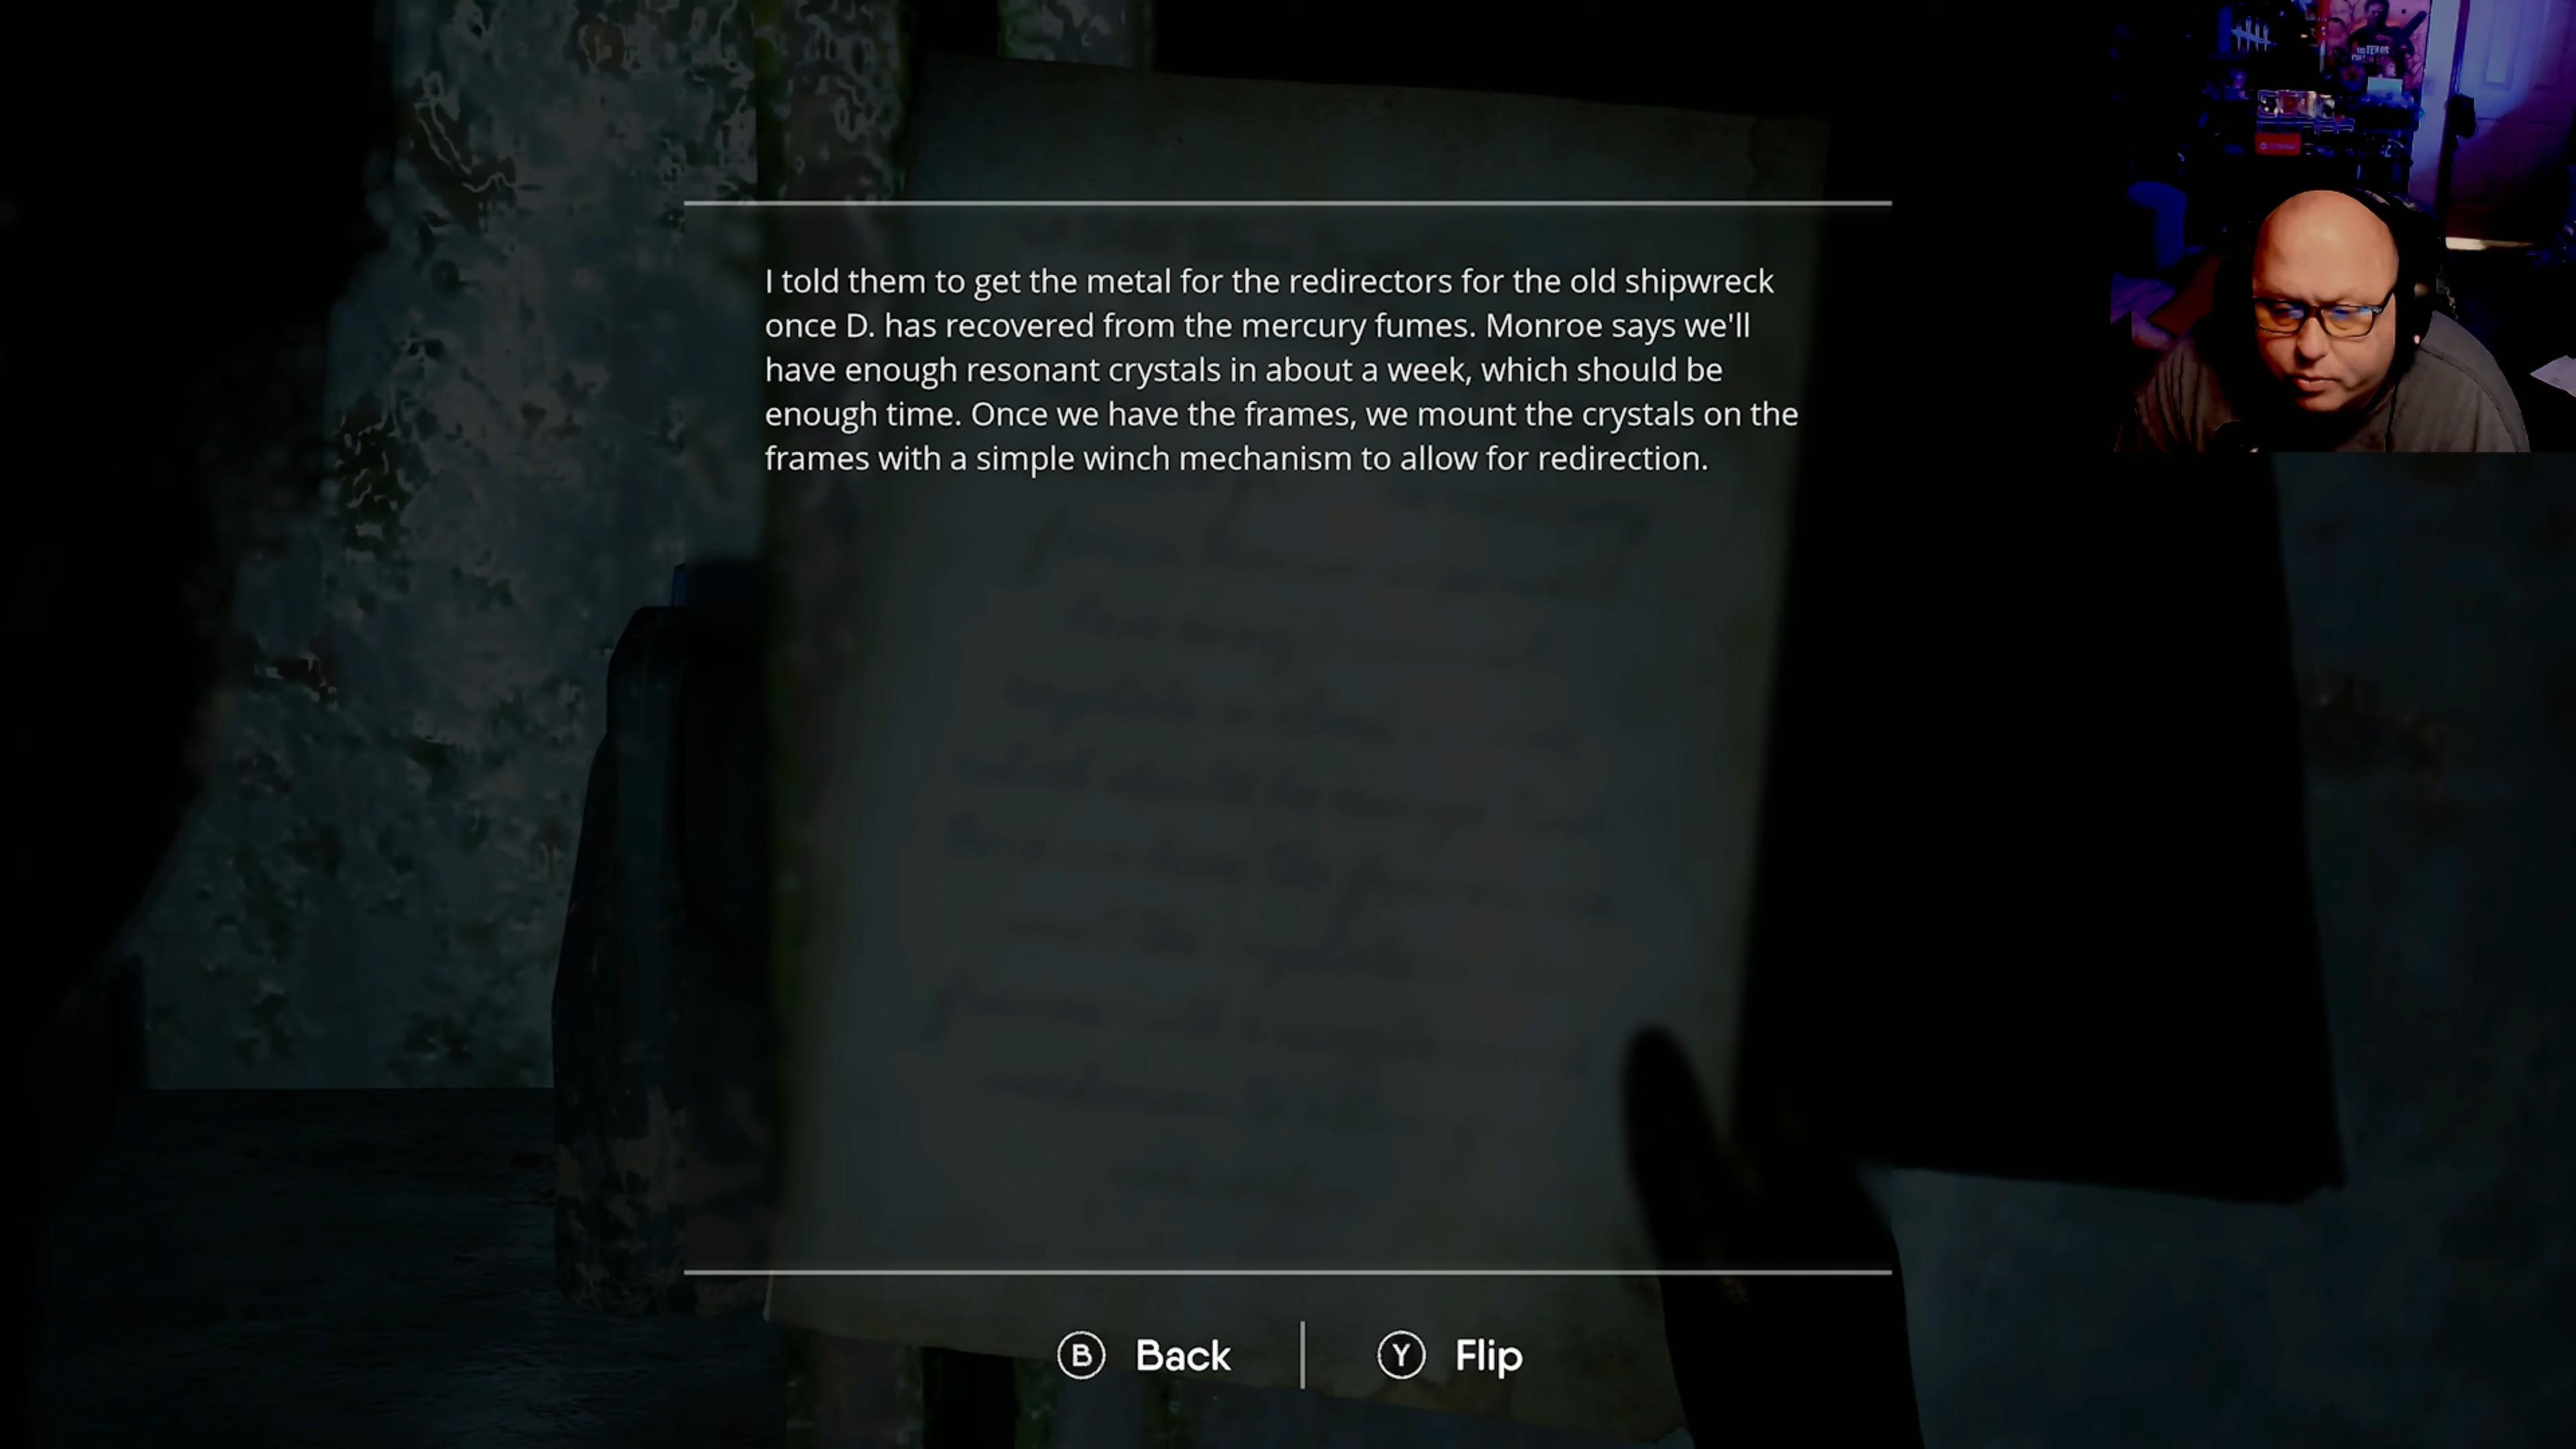 I told them to get the metal for the redirectors for the old shipwreck
once D. has recovered from the mercury fumes. Monroe says we'll
have enough resonant crystals in about a week, which should be
enough time. Once we have the frames, we mount the crystals on the
frames with a simple winch mechanism to allow for redirection.
B Back | Y Flip